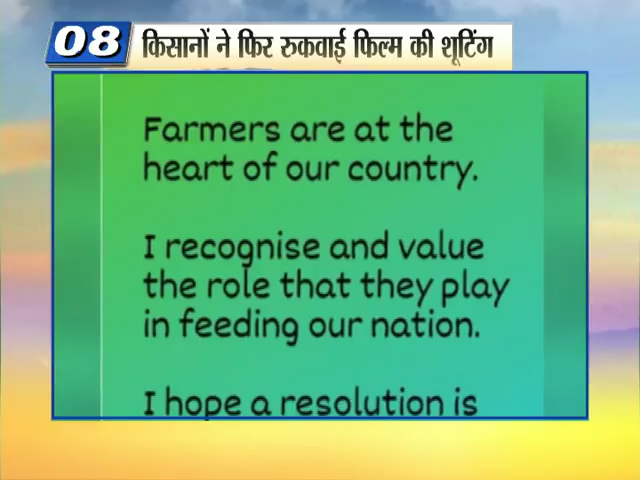 08 किसानों ने फिर रुकवाई फिल्म की शूटिंग
Farmers are at the
heart of our country.
I recognise and value
the role that they play
in feeding our nation.
I hope a resolution is